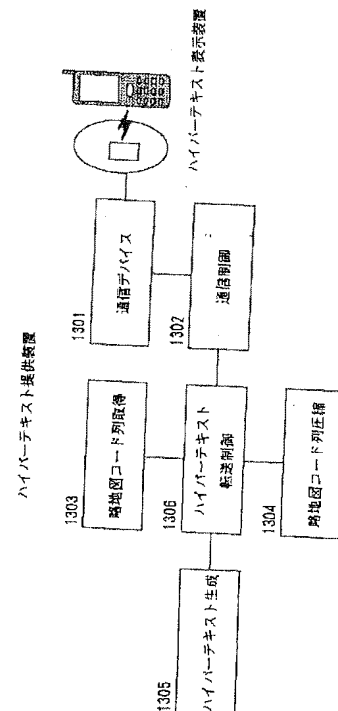 ハイパーテキスト提供装置
1303
略地図コード列取得
1301
通信デバイス
ハイパーテキスト表示装置
1305
ハイパーテキスト生成
1306
ハイパーテキスト
転送制御
1302
通信制御
1304
略地図コード列圧縮